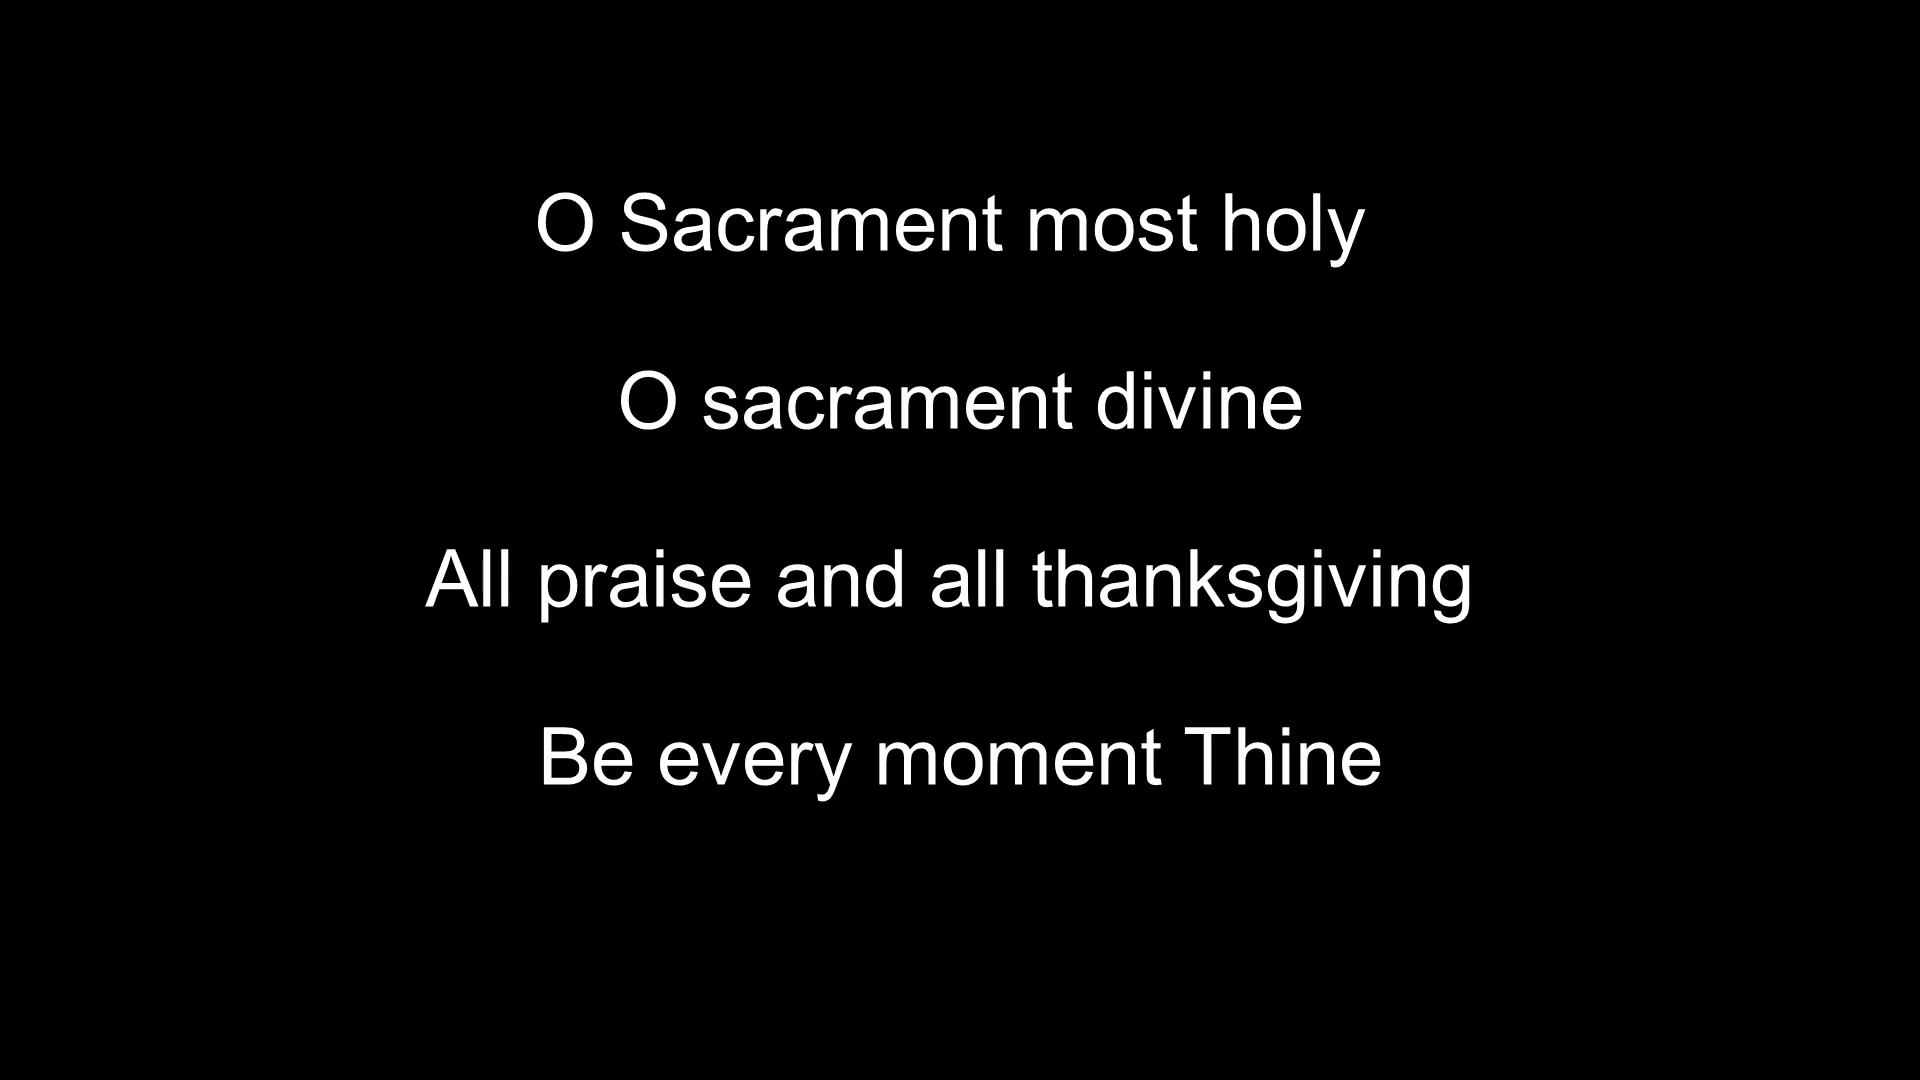 O Sacrament most holy
O sacrament divine
All praise and all thanksgiving
Be every moment Thine